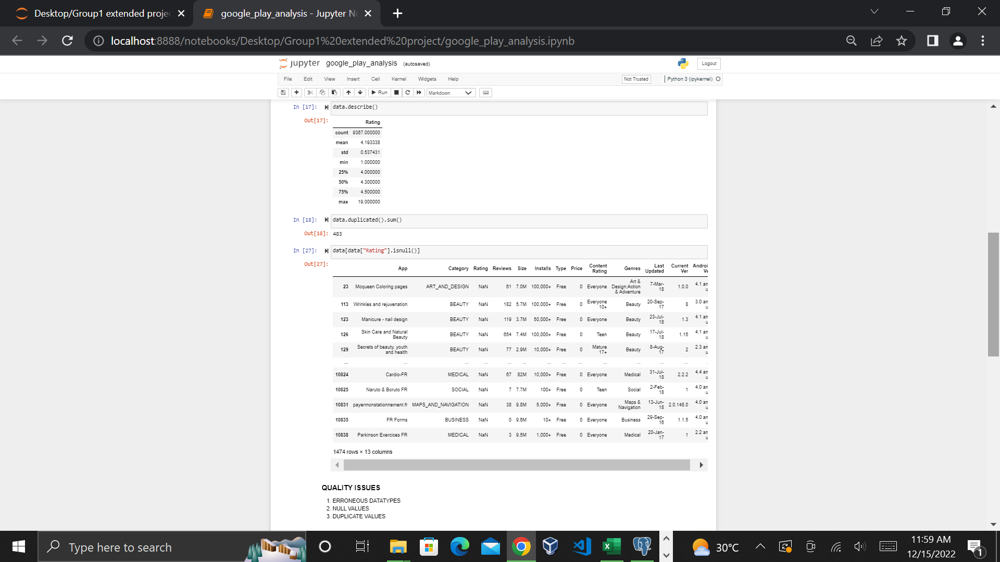 Desktop/Group1 extended projec
google_play_analysis - Jupyter No
localhost:8888/notebooks/Desktop/Group1%20extended%20project/google_play_analysis.ipynb
jupyter google_play_analysis (autosaved)
Logout
File Edit View Insert Cell Kernel Widgets Help
Not Trusted
Python 3 (ipykernel)
Run
Markdown
In [17]: data.describe()
Out[17]:
Rating
count 9367.000000
mean 4.193338
std 0.537431
min 1.000000
25% 4.000000
50% 4.300000
75% 4.500000
max 19.000000
In [18]: data.duplicated().sum()
Out[18]: 483
In [27]: data[data["Rating"].isnull()]
Out[27]:
App Category Rating Reviews Size Installs Type Price Content Rating Genres Last Updated Current Ver Androi Ve
23 Mcqueen Coloring pages ART_AND_DESIGN NaN 61 7.0M 100,000+ Free 0 Everyone Art & Design;Action & Adventure 7-Mar-18 1.0.0 4.1 an u
113 Wrinkles and rejuvenation BEAUTY NaN 182 5.7M 100,000+ Free 0 Everyone 10+ Beauty 20-Sep-17 8 3.0 an u
123 Manicure - nail design BEAUTY NaN 119 3.7M 50,000+ Free 0 Everyone Beauty 23-Jul-18 1.3 4.1 an u
126 Skin Care and Natural Beauty BEAUTY NaN 654 7.4M 100,000+ Free 0 Teen Beauty 17-Jul-18 1.15 4.1 an u
129 Secrets of beauty, youth and health BEAUTY NaN 77 2.9M 10,000+ Free 0 Mature 17+ Beauty 8-Aug-17 2 2.3 an u
... ... ... ... ... ... ... ... ... ... ... ... ... .
10824 Cardio-FR MEDICAL NaN 67 82M 10,000+ Free 0 Everyone Medical 31-Jul-18 2.2.2 4.4 an u
10825 Naruto & Boruto FR SOCIAL NaN 7 7.7M 100+ Free 0 Teen Social 2-Feb-18 1 4.0 an u
10831 payermonstationnement.fr MAPS_AND_NAVIGATION NaN 38 9.8M 5,000+ Free 0 Everyone Maps & Navigation 13-Jun-18 2.0.148.0 4.0 an u
10835 FR Forms BUSINESS NaN 0 9.6M 10+ Free 0 Everyone Business 29-Sep-16 1.1.5 4.0 an u
10838 Parkinson Exercices FR MEDICAL NaN 3 9.5M 1,000+ Free 0 Everyone Medical 20-Jan-17 1 2.2 an u
1474 rows × 13 columns
QUALITY ISSUES
1. ERRONEOUS DATATYPES
2. NULL VALUES
3. DUPLICATE VALUES
Type here to search
30°C
11:59 AM
12/15/2022
1